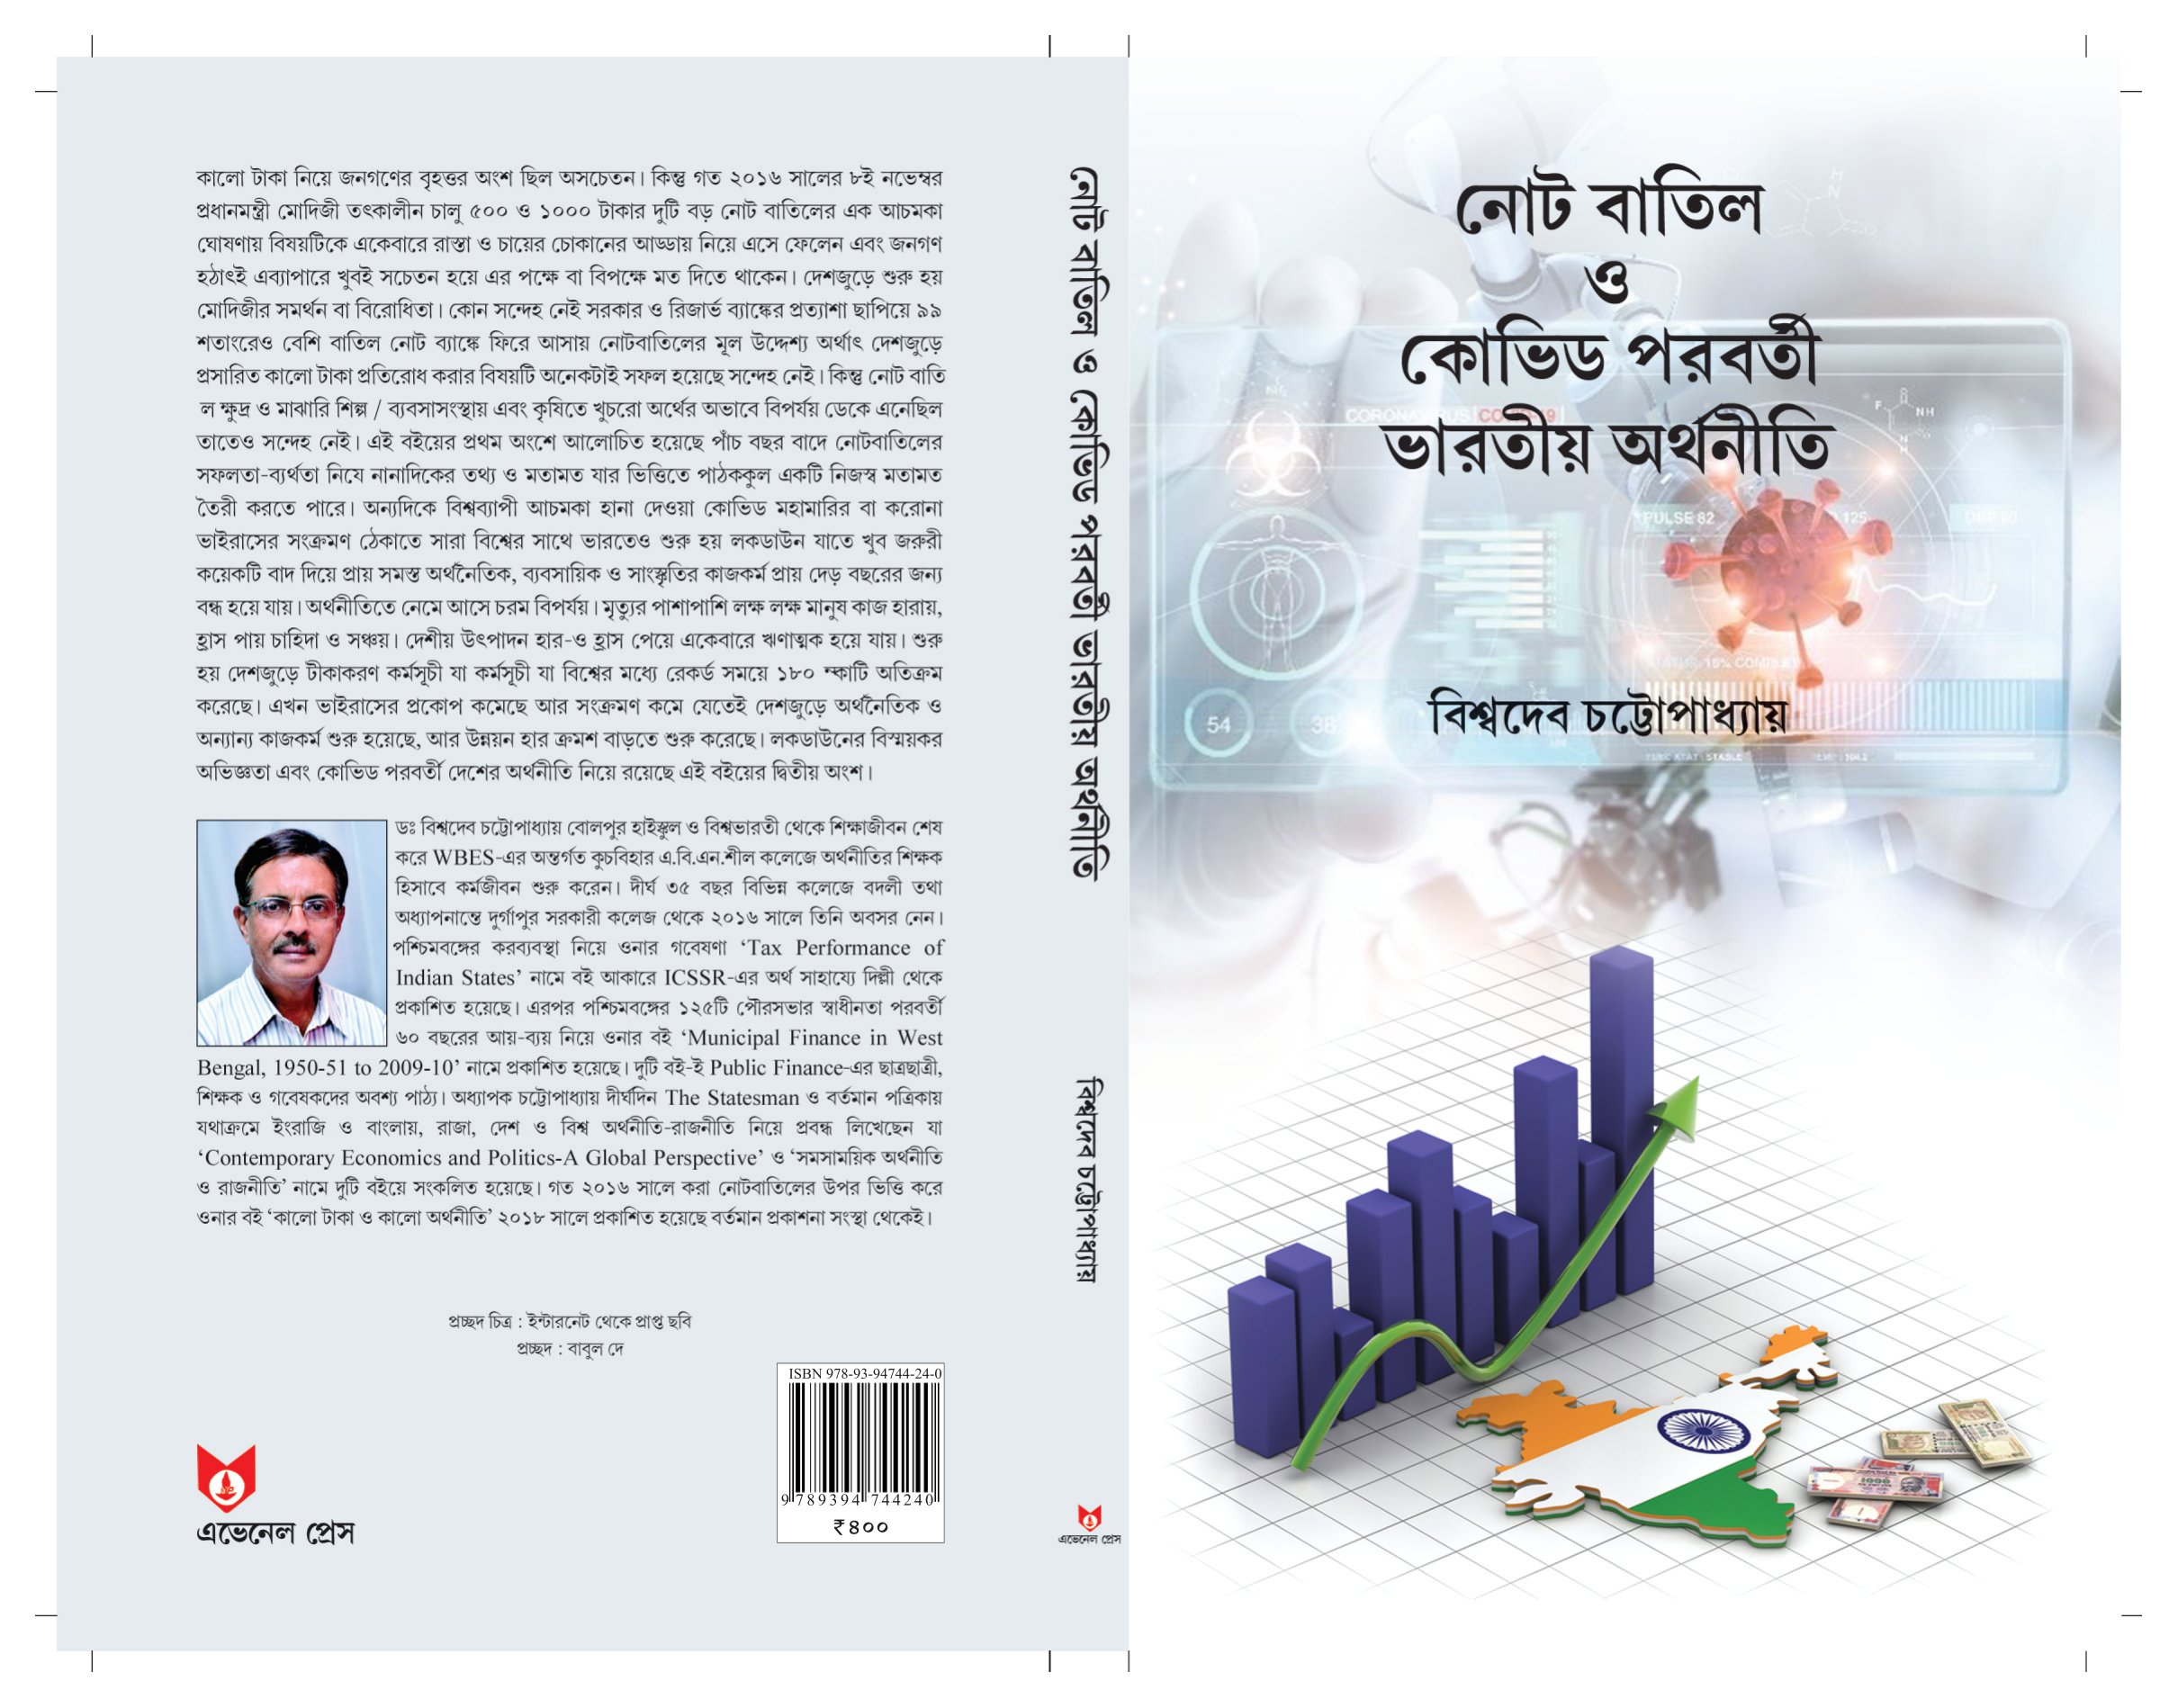 কালো টাকা নিয়ে জনগণের বৃহত্তর অংশ ছিল অসচেতন। কিন্তু গত ২০১৬ সালের ৮ই নভেম্বর
প্রধানমন্ত্রী মোদিজী তৎকালীন চালু ৫০০ ও ১০০০ টাকার দুটি বড় নোট বাতিলের এক আচমকা
ঘোষণায় বিষয়টিকে একেবারে রাস্তা ও চায়ের চোকানের আড্ডায় নিয়ে এসে ফেলেন এবং জনগণ
হঠাৎই এব্যাপারে খুবই সচেতন হয়ে এর পক্ষে বা বিপক্ষে মত দিতে থাকেন। দেশজুড়ে শুরু হয়
মোদিজীর সমর্থন বা বিরোধিতা। কোন সন্দেহ নেই সরকার ও রিজার্ভ ব্যাঙ্কের প্রত্যাশা ছাপিয়ে ৯৯
শতাংরেও বেশি বাতিল নোট ব্যাঙ্কে ফিরে আসায় নোটবাতিলের মূল উদ্দেশ্য অর্থাৎ দেশজুড়ে
প্রসারিত কালো টাকা প্রতিরোধ করার বিষয়টি অনেকটাই সফল হয়েছে সন্দেহ নেই। কিন্তু নোট বাতি
ল ক্ষুদ্র ও মাঝারি শিল্প / ব্যবসাসংস্থায় এবং কৃষিতে খুচরো অর্থের অভাবে বিপর্যয় ডেকে এনেছিল
তাতেও সন্দেহ নেই। এই বইয়ের প্রথম অংশে আলোচিত হয়েছে পাঁচ বছর বাদে নোটবাতিলের
সফলতা-ব্যর্থতা নিযে নানাদিকের তথ্য ও মতামত যার ভিত্তিতে পাঠককুল একটি নিজস্ব মতামত
তৈরী করতে পারে। অন্যদিকে বিশ্বব্যাপী আচমকা হানা দেওয়া কোভিড মহামারির বা করোনা
ভাইরাসের সংক্রমণ ঠেকাতে সারা বিশ্বের সাথে ভারতেও শুরু হয় লকডাউন যাতে খুব জরুরী
কয়েকটি বাদ দিয়ে প্রায় সমস্ত অর্থনৈতিক, ব্যবসায়িক ও সাংস্কৃতির কাজকর্ম প্রায় দেড় বছরের জন্য
বন্ধ হয়ে যায়। অর্থনীতিতে নেমে আসে চরম বিপর্যয়। মৃত্যুর পাশাপাশি লক্ষ লক্ষ মানুষ কাজ হারায়,
হ্রাস পায় চাহিদা ও সঞ্চয়। দেশীয় উৎপাদন হার-ও হ্রাস পেয়ে একেবারে ঋণাত্মক হয়ে যায়। শুরু
হয় দেশজুড়ে টীকাকরণ কর্মসূচী যা কর্মসূচী যা বিশ্বের মধ্যে রেকর্ড সময়ে ১৮০ ম্কাটি অতিক্রম
করেছে। এখন ভাইরাসের প্রকোপ কমেছে আর সংক্রমণ কমে যেতেই দেশজুড়ে অর্থনৈতিক ও
অন্যান্য কাজকর্ম শুরু হয়েছে, আর উন্নয়ন হার ক্রমশ বাড়তে শুরু করেছে। লকডাউনের বিস্ময়কর
অভিজ্ঞতা এবং কোভিড পরবর্তী দেশের অর্থনীতি নিয়ে রয়েছে এই বইয়ের দ্বিতীয় অংশ।
ডঃ বিশ্বদেব চট্টোপাধ্যায় বোলপুর হাইস্কুল ও বিশ্বভারতী থেকে শিক্ষাজীবন শেষ
করে WBES-এর অন্তর্গত কুচবিহার এ.বি.এন.শীল কলেজে অর্থনীতির শিক্ষক
হিসাবে কর্মজীবন শুরু করেন। দীর্ঘ ৩৫ বছর বিভিন্ন কলেজে বদলী তথা
অধ্যাপনান্তে দুর্গাপুর সরকারী কলেজ থেকে ২০১৬ সালে তিনি অবসর নেন।
পশ্চিমবঙ্গের করব্যবস্থা নিয়ে ওনার গবেষণা ‘Tax Performance of
Indian States’ নামে বই আকারে ICSSR-এর অর্থ সাহায্যে দিল্লী থেকে
প্রকাশিত হয়েছে। এরপর পশ্চিমবঙ্গের ১২৫টি পৌরসভার স্বাধীনতা পরবর্তী
৬০ বছরের আয়-ব্যয় নিয়ে ওনার বই ‘Municipal Finance in West
Bengal, 1950-51 to 2009-10’ নামে প্রকাশিত হয়েছে। দুটি বই-ই Public Finance-এর ছাত্রছাত্রী,
শিক্ষক ও গবেষকদের অবশ্য পাঠ্য। অধ্যাপক চট্টোপাধ্যায় দীর্ঘদিন The Statesman ও বর্তমান পত্রিকায়
যথাক্রমে ইংরাজি ও বাংলায়, রাজা, দেশ ও বিশ্ব অর্থনীতি-রাজনীতি নিয়ে প্রবন্ধ লিখেছেন যা
‘Contemporary Economics and Politics-A Global Perspective’ ও ‘সমসাময়িক অর্থনীতি
ও রাজনীতি’ নামে দুটি বইয়ে সংকলিত হয়েছে। গত ২০১৬ সালে করা নোটবাতিলের উপর ভিত্তি করে
ওনার বই ‘কালো টাকা ও কালো অর্থনীতি’ ২০১৮ সালে প্রকাশিত হয়েছে বর্তমান প্রকাশনা সংস্থা থেকেই।
প্রচ্ছদ চিত্র : ইন্টারনেট থেকে প্রাপ্ত ছবি
প্রচ্ছদ : বাবুল দে
ISBN 978-93-94744-24-0
9 789394 744240
₹৪০০
এভেনেল প্রেস
নোট বাতিল ও কোভিড পরবর্তী ভারতীয় অর্থনীতি
বিশ্বদেব চট্টোপাধ্যায়
এভেনেল প্রেস
নোট বাতিল
ও
কোভিড পরবর্তী
ভারতীয় অর্থনীতি
CORONAVIRUS COVID-19
PULSE 82
125
54
38
বিশ্বদেব চট্টোপাধ্যায়
1000